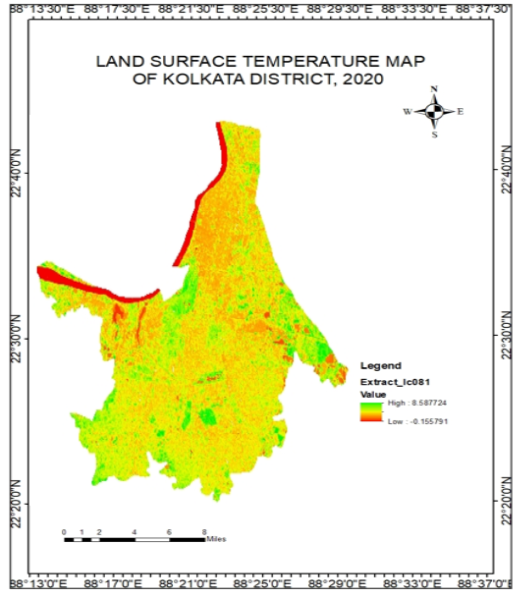 88°13'30"E 88°17'30"E 88°21'30"E 88°25'30"E 88°29'30"E 88°33'30"E 88°37'30"
LAND SURFACE TEMPERATURE MAP
OF KOLKATA DISTRICT, 2020
N
W E
S
22°40'0"N 22°40'0"N
22°30'0"N 22°30'0"N
Legend
Extract_lc081
Value
High : 8.587724
Low : -0.155791
22°20'0"N 22°20'0"N
0 1 2 4 6 8
Miles
88°13'0"E 88°17'0"E 88°21'0"E 88°25'0"E 88°29'0"E 88°33'0"E 88°37'0"E